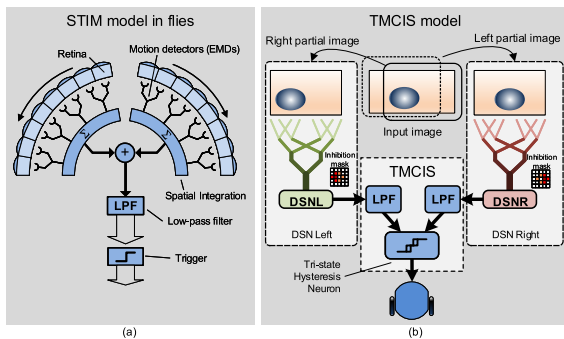 STIM model in flies
Retina
Motion detectors (EMDs)
Σ
Σ
+
Spatial Integration
LPF
Low-pass filter
Trigger
(a)
TMCIS model
Right partial image
Left partial image
Input image
Inhibition
mask
DSNL
DSN Left
TMCIS
LPF
LPF
Inhibition
mask
DSNR
DSN Right
Tri-state
Hysteresis
Neuron
(b)